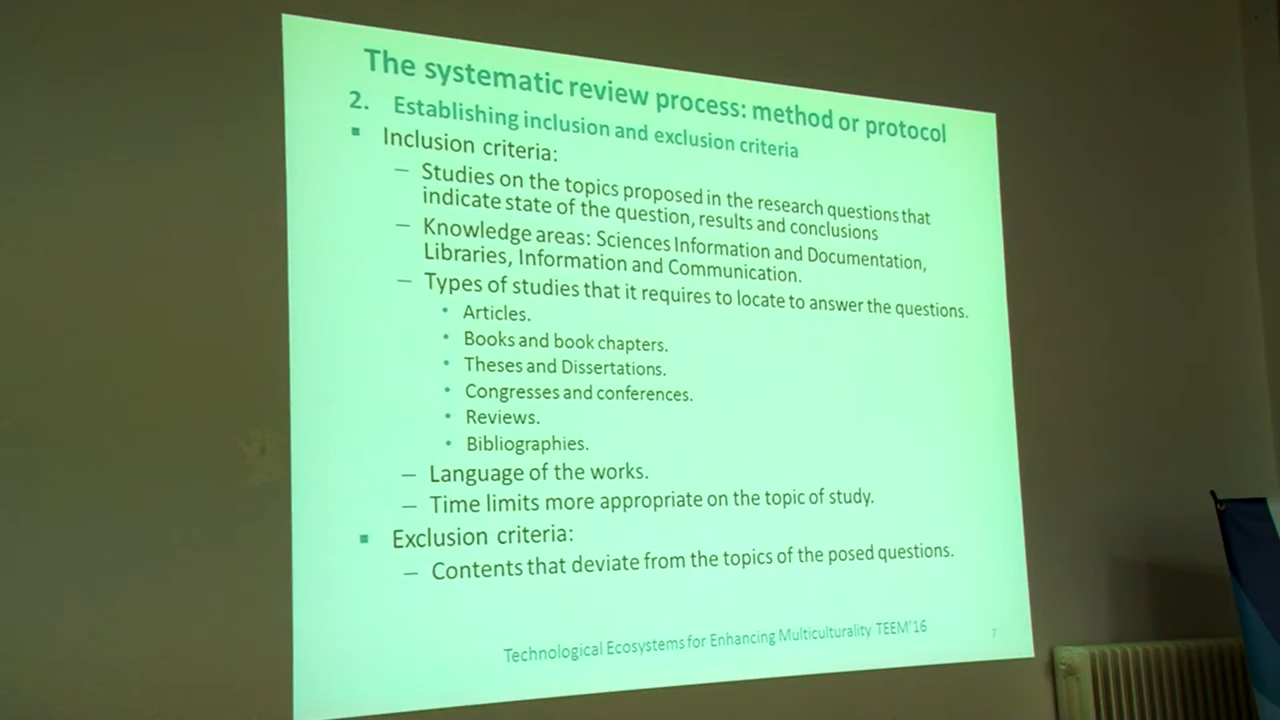 The systematic review process: method or protocol
2. Establishing inclusion and exclusion criteria
▪ Inclusion criteria:
– Studies on the topics proposed in the research questions that
indicate state of the question, results and conclusions
– Knowledge areas: Sciences Information and Documentation,
Libraries, Information and Communication.
– Types of studies that it requires to locate to answer the questions.
• Articles.
• Books and book chapters.
• Theses and Dissertations.
• Congresses and conferences.
• Reviews.
• Bibliographies.
– Language of the works.
– Time limits more appropriate on the topic of study.
▪ Exclusion criteria:
– Contents that deviate from the topics of the posed questions.
Technological Ecosystems for Enhancing Multiculturality TEEM'16
7